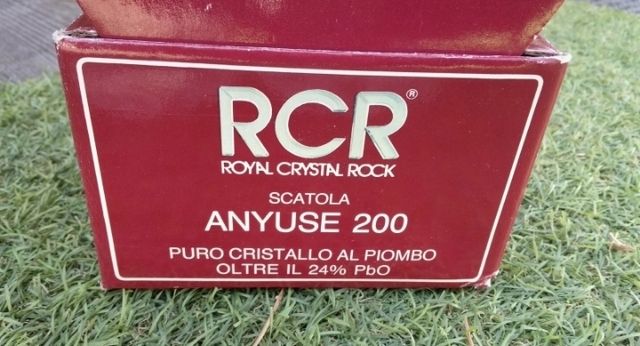 RCR®
ROYAL CRYSTAL ROCK
SCATOLA
ANYUSE 200
PURO CRISTALLO AL PIOMBO
OLTRE IL 24% PbO